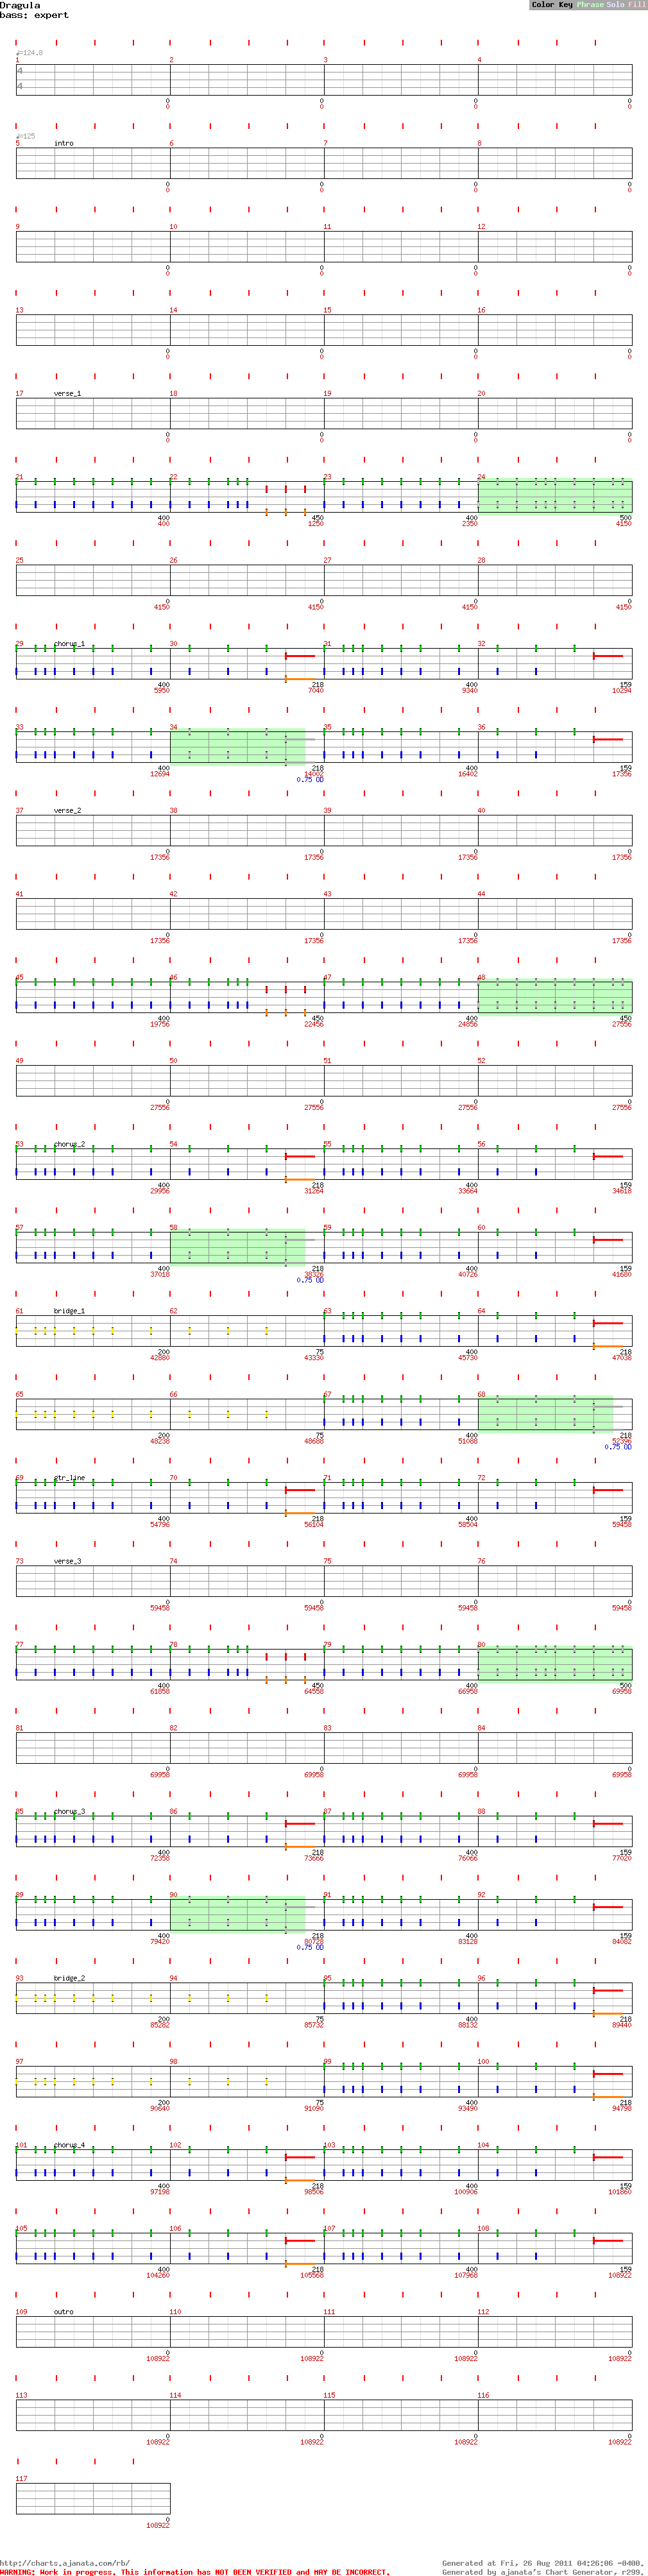 Dragula
Color Key Phrase Solo Fill
bass: expert
♩=124.8
1 2 3 4
4
4
0 0 0 0
0 0 0 0
♩=125
5 intro 6 7 8
0 0 0 0
0 0 0 0
9 10 11 12
0 0 0 0
0 0 0 0
13 14 15 16
0 0 0 0
0 0 0 0
17 verse_1 18 19 20
0 0 0 0
0 0 0 0
21 22 23 24
400 450 400 500
400 1250 2350 4150
25 26 27 28
0 0 0 0
4150 4150 4150 4150
29 chorus_1 30 31 32
400 218 400 159
5950 7040 9340 10294
33 34 35 36
400 218 400 159
12694 14002 16402 17356
0.75 OD
37 verse_2 38 39 40
0 0 0 0
17356 17356 17356 17356
41 42 43 44
0 0 0 0
17356 17356 17356 17356
45 46 47 48
400 450 400 450
19756 22456 24856 27556
49 50 51 52
0 0 0 0
27556 27556 27556 27556
53 chorus_2 54 55 56
400 218 400 159
29956 31264 33664 34618
57 58 59 60
400 218 400 159
37018 38326 40726 41680
0.75 OD
61 bridge_1 62 63 64
200 75 400 218
42880 43330 45730 47038
65 66 67 68
200 75 400 218
48238 48688 51088 52396
0.75 OD
69 gtr_line 70 71 72
400 218 400 159
54796 56104 58504 59458
73 verse_3 74 75 76
0 0 0 0
59458 59458 59458 59458
77 78 79 80
400 450 400 500
61858 64558 66958 69958
81 82 83 84
0 0 0 0
69958 69958 69958 69958
85 chorus_3 86 87 88
400 218 400 159
72358 73666 76066 77020
89 90 91 92
400 218 400 159
79420 80728 83128 84082
0.75 OD
93 bridge_2 94 95 96
200 75 400 218
85282 85732 88132 89440
97 98 99 100
200 75 400 218
90640 91090 93490 94798
101 chorus_4 102 103 104
400 218 400 159
97198 98506 100906 101860
105 106 107 108
400 218 400 159
104260 105568 107968 108922
109 outro 110 111 112
0 0 0 0
108922 108922 108922 108922
113 114 115 116
0 0 0 0
108922 108922 108922 108922
117
0
108922
http://charts.ajanata.com/rb/ Generated at Fri, 26 Aug 2011 04:26:06 -0400.
WARNING: Work in progress. This information has NOT BEEN VERIFIED and MAY BE INCORRECT. Generated by ajanata's Chart Generator, r299.